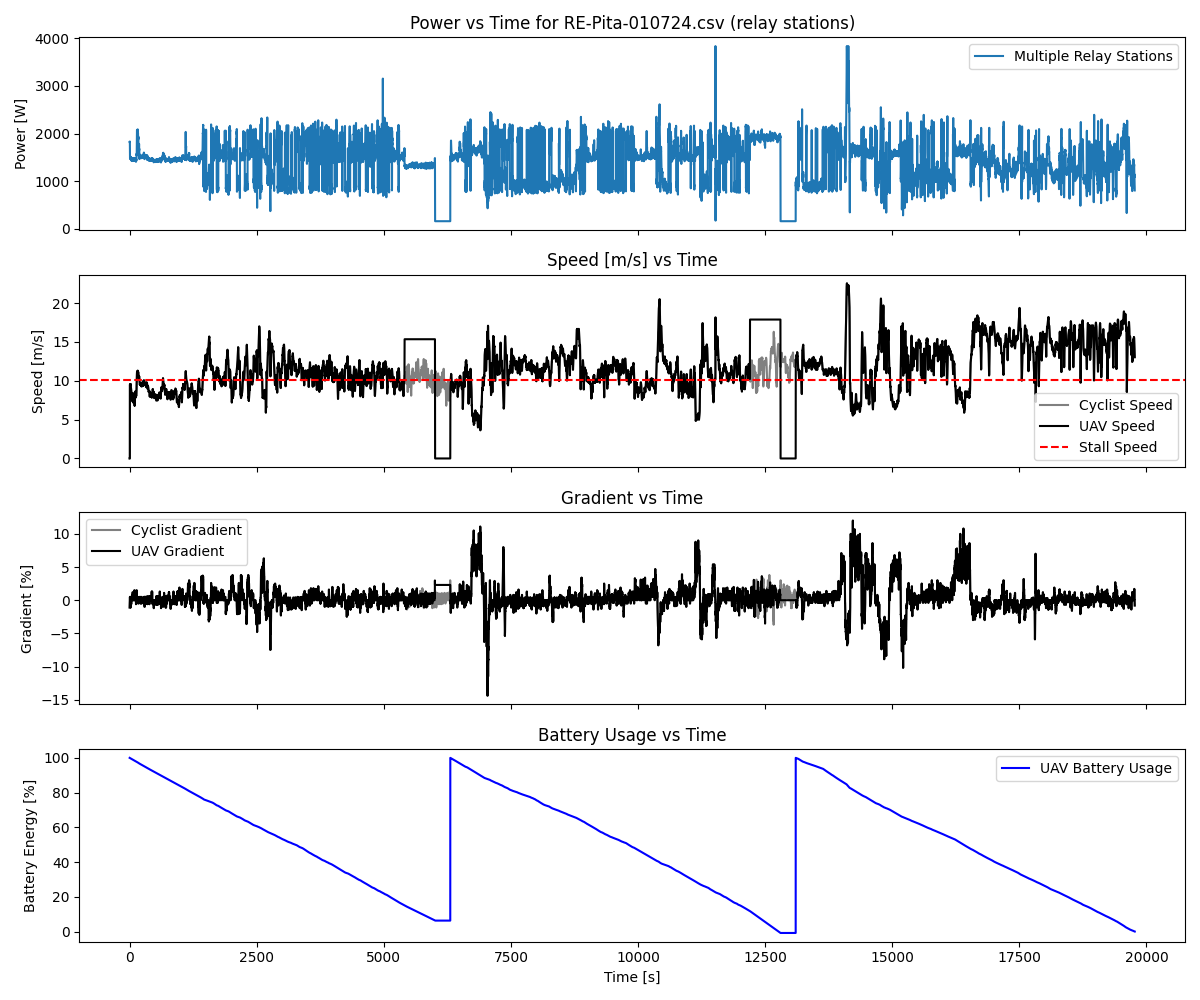 Power vs Time for RE-Pita-010724.csv (relay stations)
4000
3000
2000
1000
0
Power [W]
Multiple Relay Stations
Speed [m/s] vs Time
20
15
10
5
0
Speed [m/s]
Cyclist Speed
UAV Speed
Stall Speed
Gradient vs Time
10
5
0
−5
−10
−15
Gradient [%]
Cyclist Gradient
UAV Gradient
Battery Usage vs Time
100
80
60
40
20
0
Battery Energy [%]
UAV Battery Usage
0 2500 5000 7500 10000 12500 15000 17500 20000
Time [s]